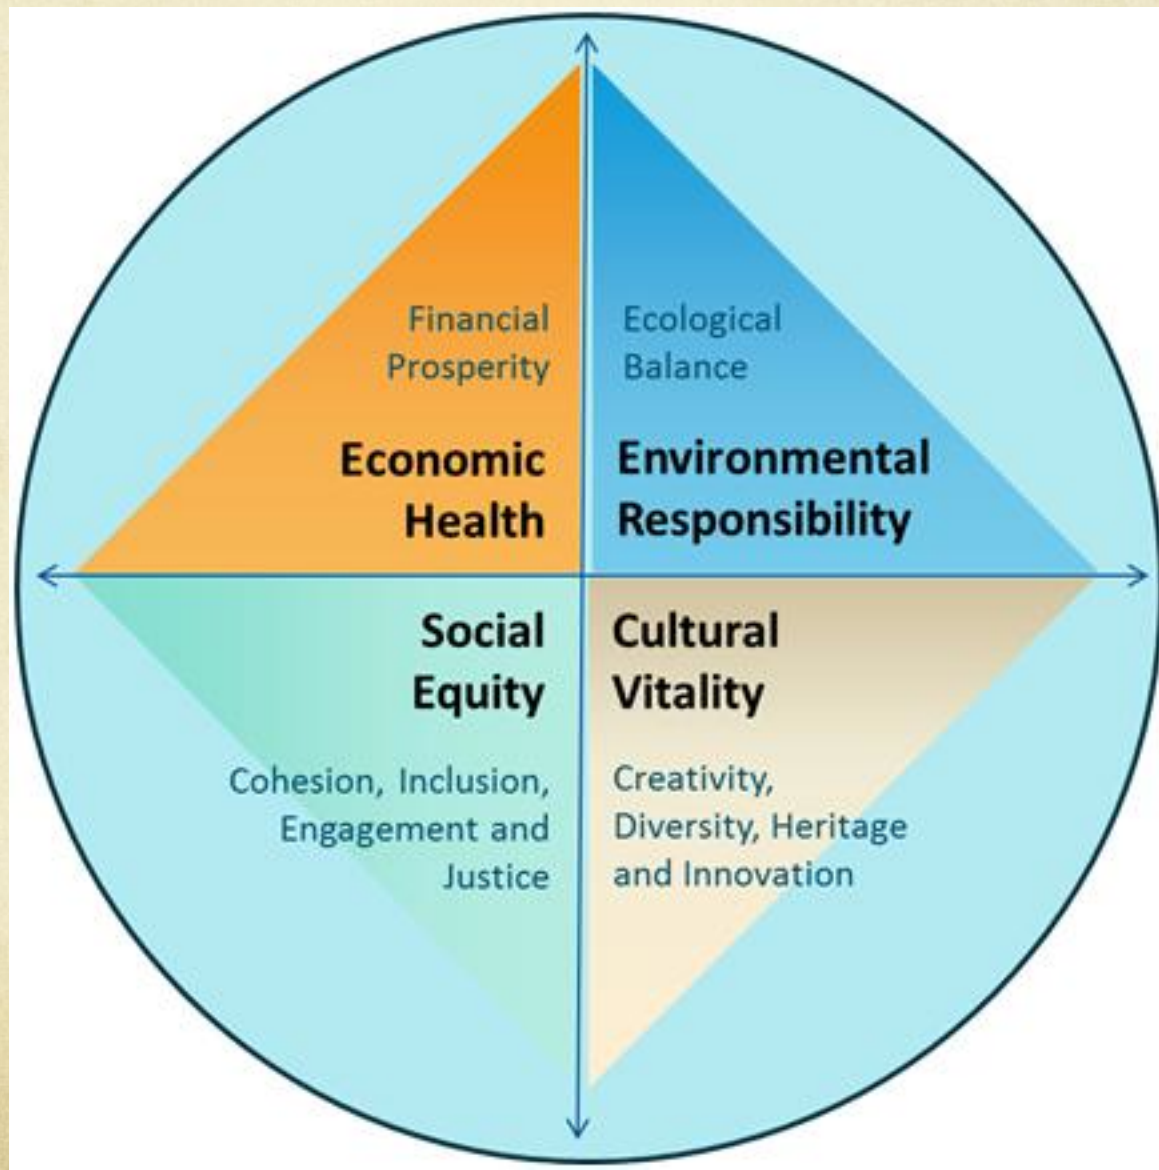 Financial
Prosperity
Economic
Health
Ecological
Balance
Environmental
Responsibility
Social
Equity
Cohesion, Inclusion,
Engagement and
Justice
Cultural
Vitality
Creativity,
Diversity, Heritage
and Innovation